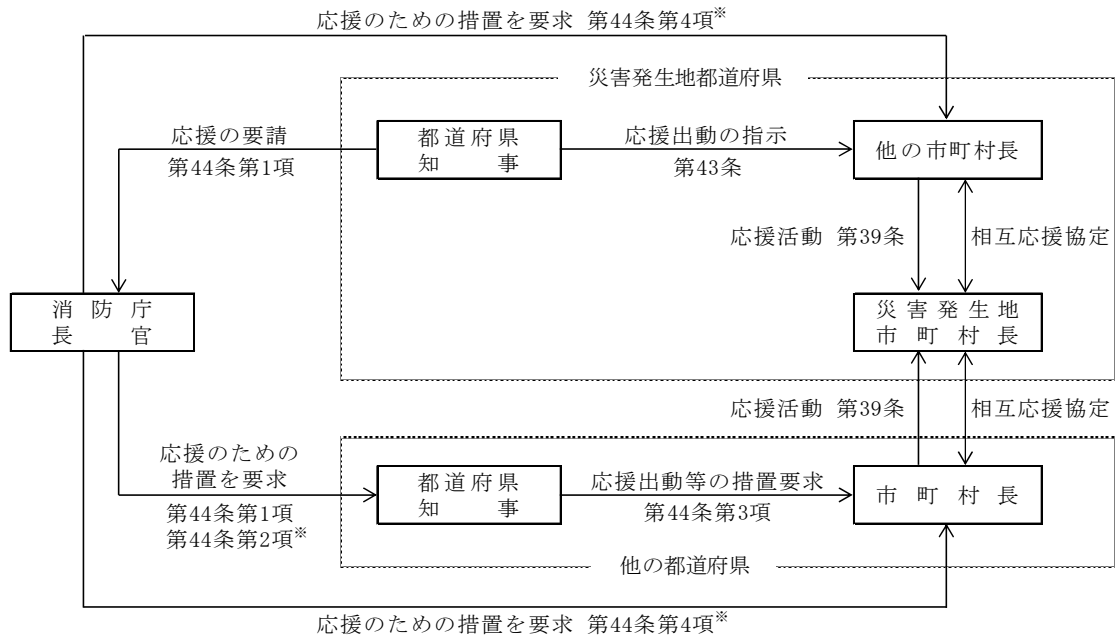 応援のための措置を要求 第44条第4項※
災害発生地都道府県
応援の要請
第44条第1項
都道府県
知事
応援出動の指示
第43条
他の市町村長
応援活動 第39条
相互応援協定
消防庁
長官
災害発生地
市町村長
応援活動 第39条
相互応援協定
応援のための
措置を要求
第44条第1項
第44条第2項※
都道府県
知事
応援出動等の措置要求
第44条第3項
市町村長
他の都道府県
応援のための措置を要求 第44条第4項※